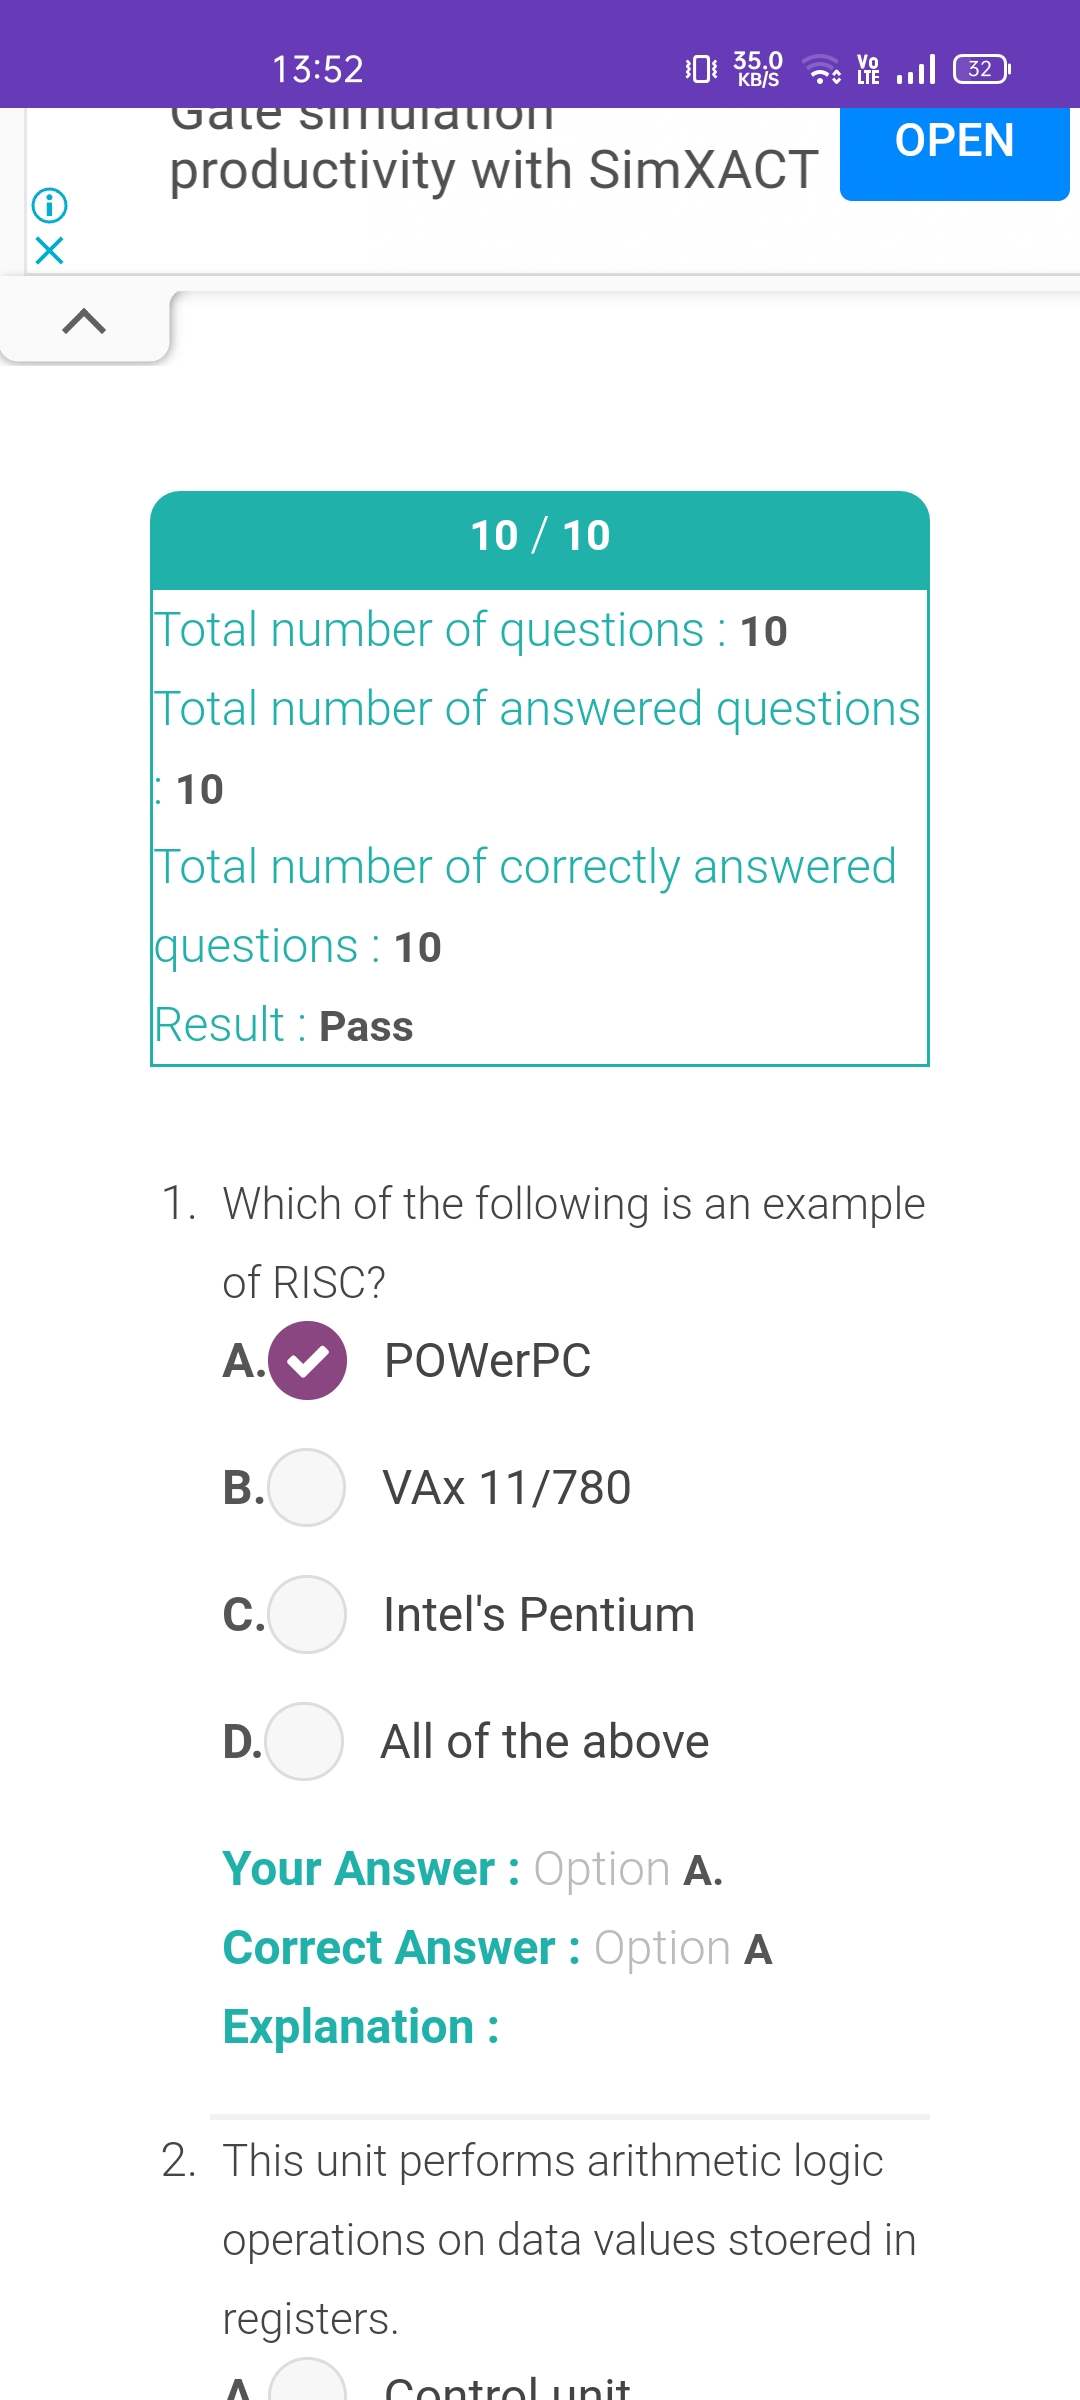 13:52
35.0
KB/S
Vo
LTE
32
Gate simulation
productivity with SimXACT
OPEN
10 / 10
Total number of questions : 10
Total number of answered questions
: 10
Total number of correctly answered
questions : 10
Result : Pass
1. Which of the following is an example
of RISC?
A. POWerPC
B. VAx 11/780
C. Intel's Pentium
D. All of the above
Your Answer : Option A.
Correct Answer : Option A
Explanation :
2. This unit performs arithmetic logic
operations on data values stoered in
registers.
A Control unit